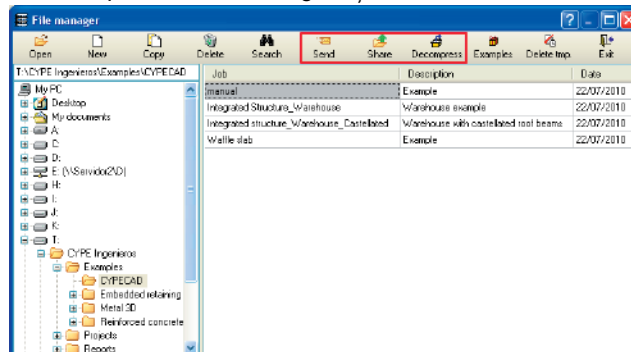 File manager
Open New Copy Delete Search Send Share Decompress Examples Delete tmp. Exit
T:\CYPE Ingenieros\Examples\CYPECAD
Job Description Date
manual Example 22/07/2010
Integrated Structure_Warehouse Warehouse example 22/07/2010
Integrated structure_Warehouse_Castellated Warehouse with castellated roof beams 22/07/2010
Waffle slab Example 22/07/2010
My PC
Desktop
My documents
A:
C:
D:
E: (\\Servidor2\D)
H:
I:
J:
K:
T:
CYPE Ingenieros
Examples
CYPECAD
Embedded retaining
Metal 3D
Reinforced concrete
Projects
Reports